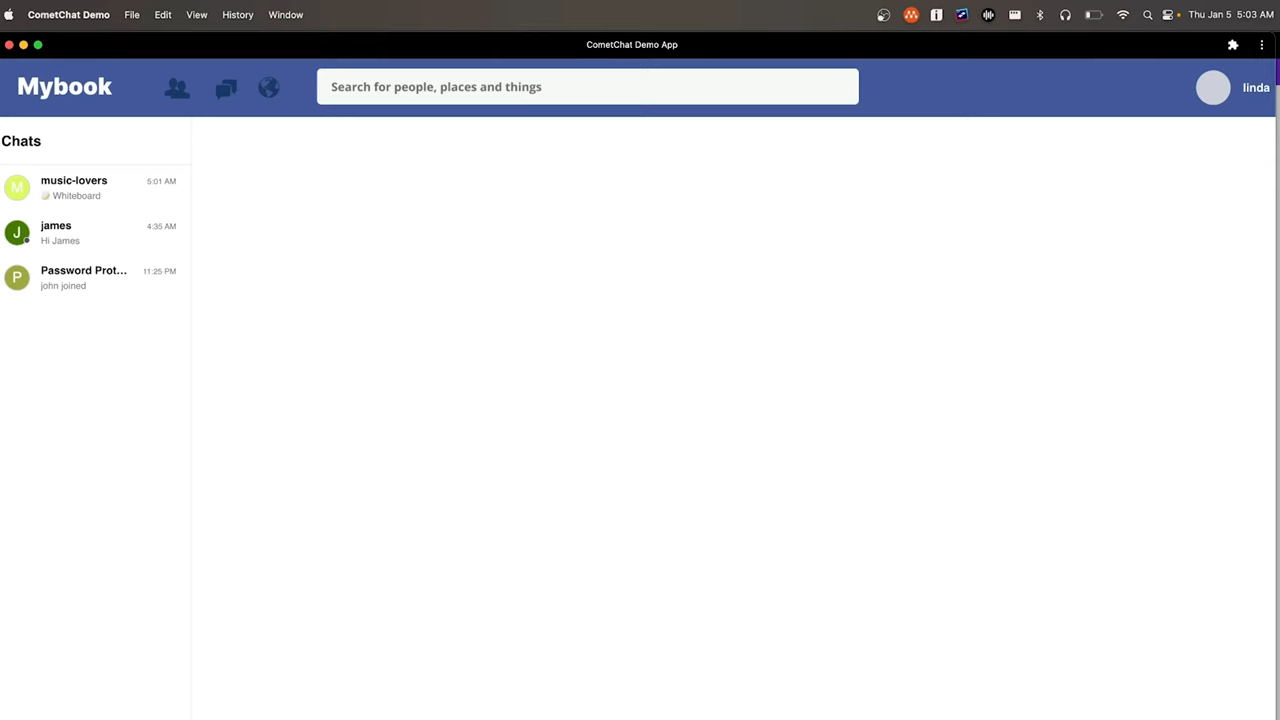 CometChat Demo File Edit View History Window Thu Jan 5 5:03 AM
CometChat Demo App
Mybook Search for people, places and things linda
Chats
M music-lovers 5:01 AM
Whiteboard
J james 4:35 AM
Hi James
P Password Prot... 11:25 PM
john joined